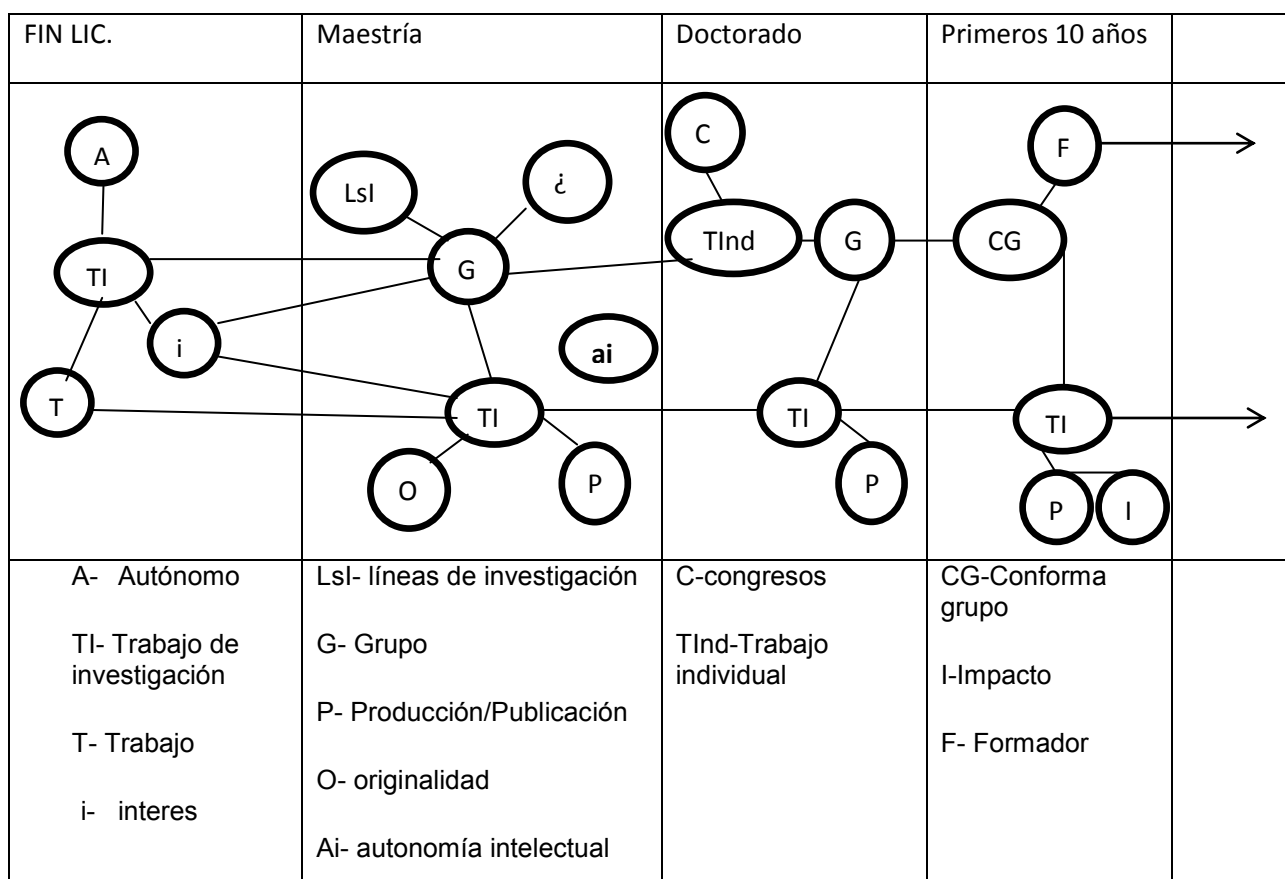 FIN LIC.
Maestría
Doctorado
Primeros 10 años
A
TI
i
T
LsI
¿
G
ai
TI
O
P
C
TInd
G
TI
P
F
CG
TI
P
I
A- Autónomo
TI- Trabajo de
investigación
T- Trabajo
i- interes
LsI- líneas de investigación
G- Grupo
P- Producción/Publicación
O- originalidad
Ai- autonomía intelectual
C-congresos
TInd-Trabajo
individual
CG-Conforma
grupo
I-Impacto
F- Formador